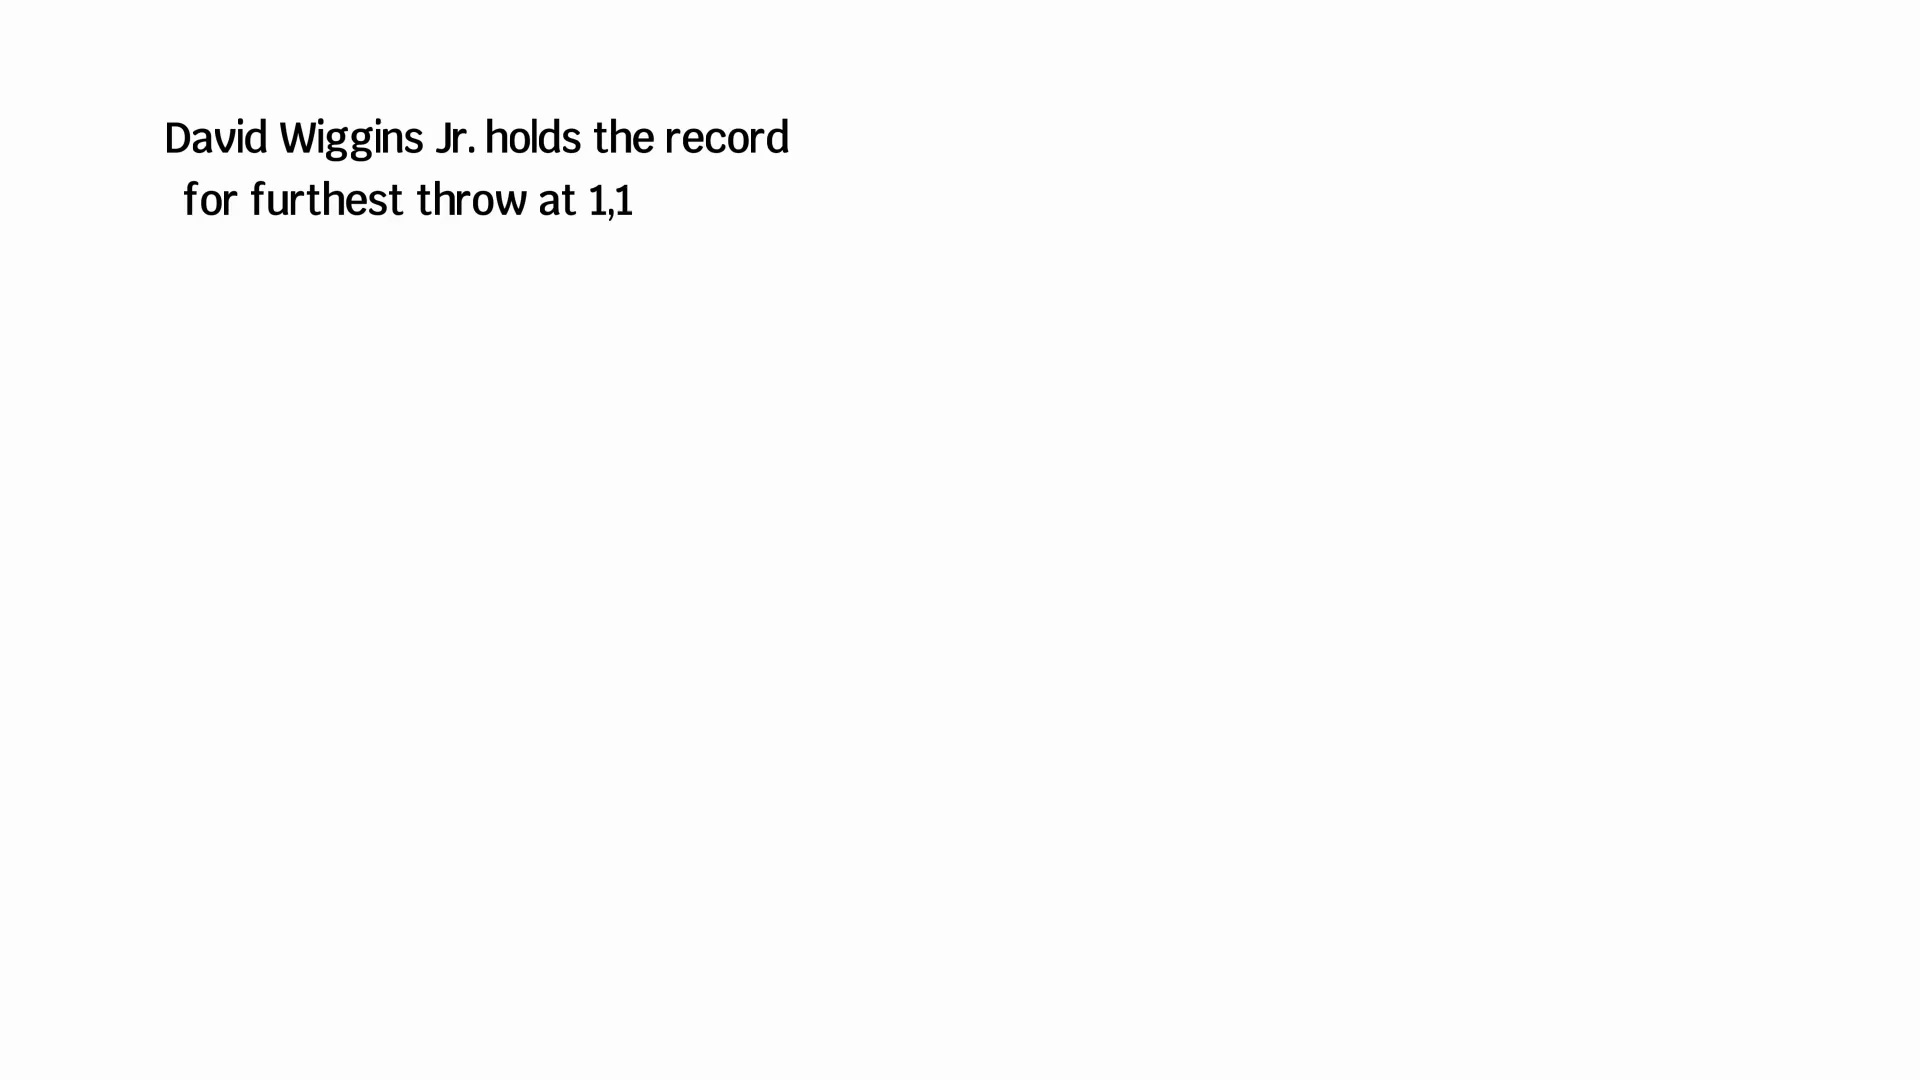 David Wiggins Jr. holds the record
for furthest throw at 1,1